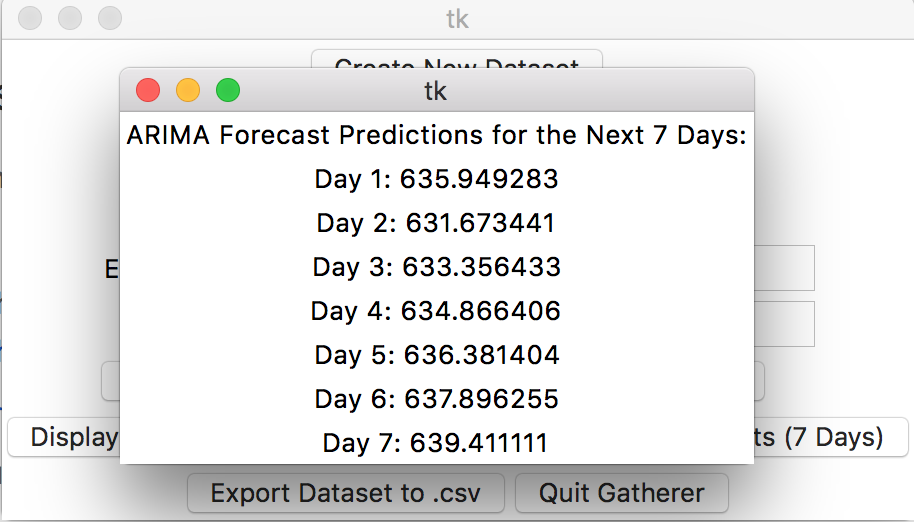 tk
Create New Dataset
tk
ARIMA Forecast Predictions for the Next 7 Days:
Day 1: 635.949283
Day 2: 631.673441
Day 3: 633.356433
Day 4: 634.866406
Day 5: 636.381404
Day 6: 637.896255
Day 7: 639.411111
E
Display
ts (7 Days)
Export Dataset to .csv
Quit Gatherer